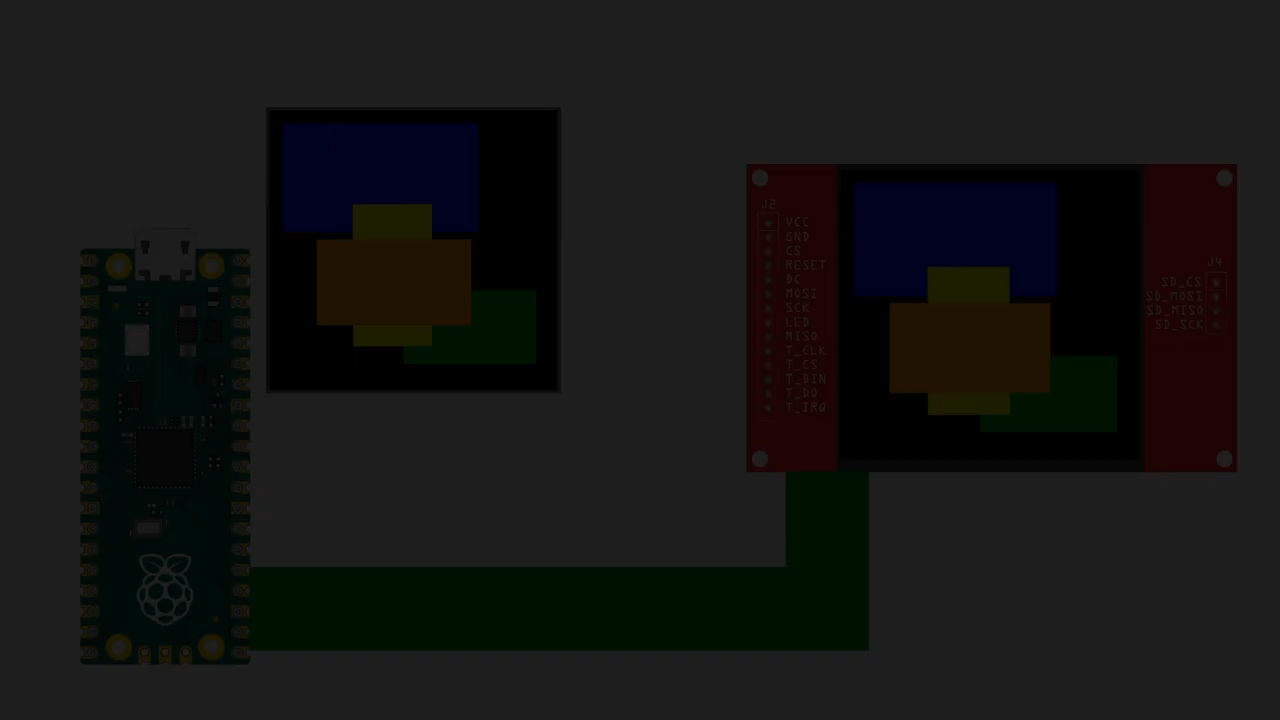 J2
VCC
GND
CS
RESET
DC
MOSI
SCK
LED
MISO
T_CLK
T_CS
T_DIN
T_DO
T_IRQ
J4
SD_CS
SD_MOSI
SD_MISO
SD_SCK